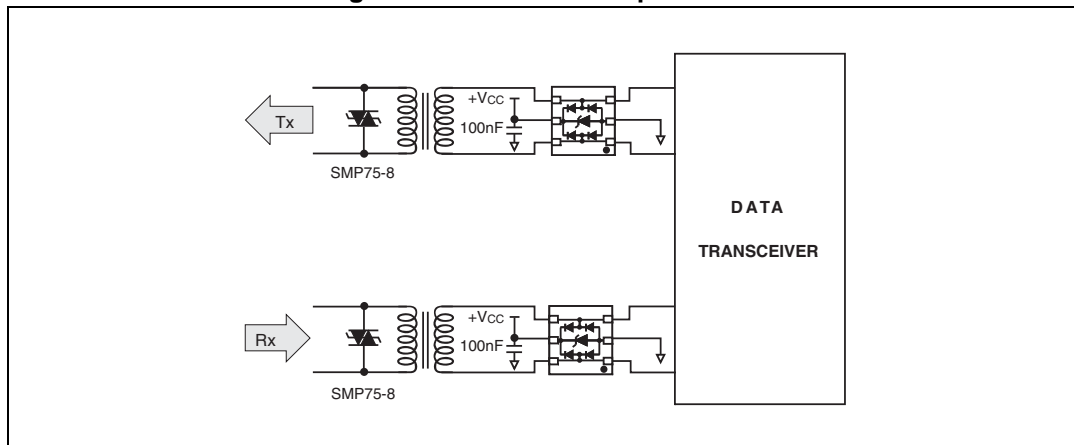 Tx
+VCC
100nF
SMP75-8
DATA
TRANSCEIVER
Rx
+VCC
100nF
SMP75-8